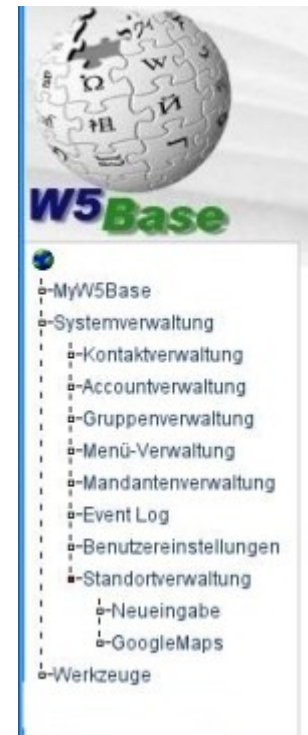 W5Base
MyW5Base
Systemverwaltung
Kontaktverwaltung
Accountverwaltung
Gruppenverwaltung
Menü-Verwaltung
Mandantenverwaltung
Event Log
Benutzereinstellungen
Standortverwaltung
Neueingabe
GoogleMaps
Werkzeuge